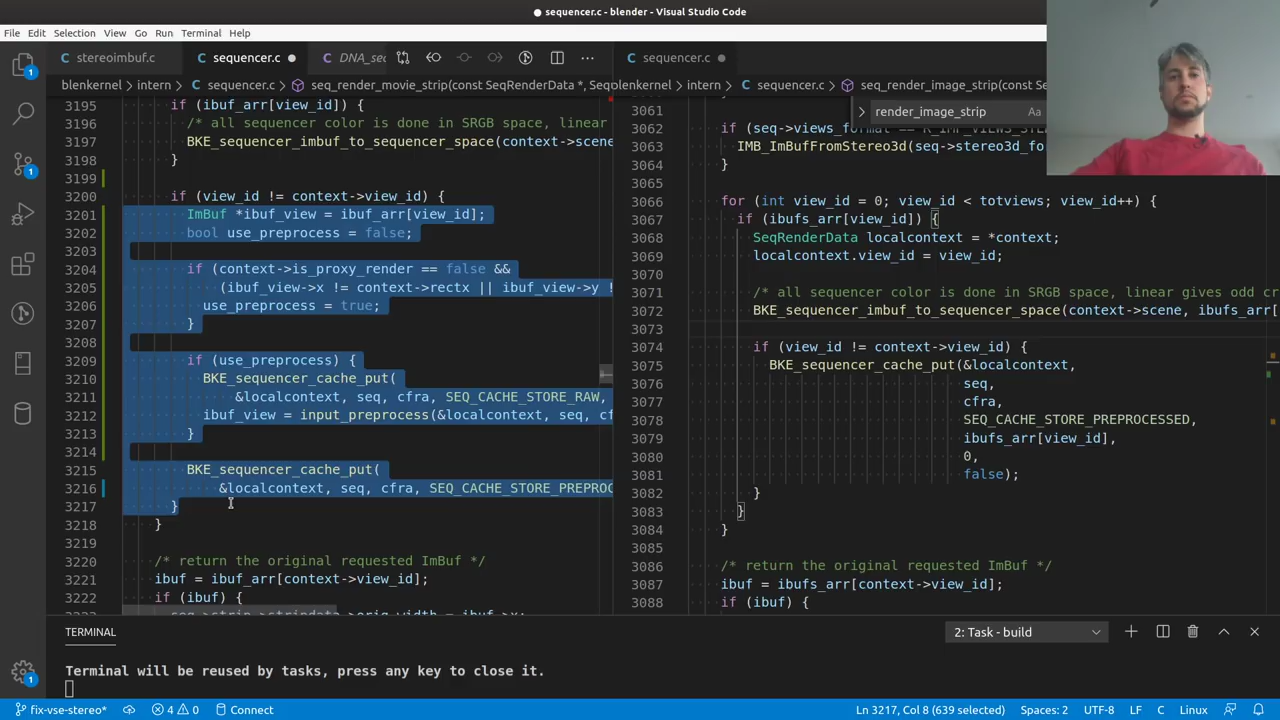 sequencer.c - blender - Visual Studio Code
File Edit Selection View Go Run Terminal Help
stereoimbuf.c
sequencer.c
DNA_sec
sequencer.c
blenkernel > intern > sequencer.c > seq_render_movie_strip(const SeqRenderData *, Seq
plenkernel > intern > sequencer.c > seq_render_image_strip(const SeqR
render_image_strip
Aa
3195 if (ibuf_arr[view_id]) {
3196 /* all sequencer color is done in SRGB space, linear
3197 BKE_sequencer_imbuf_to_sequencer_space(context->scene
3198 }
3199
3200 if (view_id != context->view_id) {
3201 ImBuf *ibuf_view = ibuf_arr[view_id];
3202 bool use_preprocess = false;
3203
3204 if (context->is_proxy_render == false &&
3205 (ibuf_view->x != context->rectx || ibuf_view->y !
3206 use_preprocess = true;
3207 }
3208
3209 if (use_preprocess) {
3210 BKE_sequencer_cache_put(
3211 &localcontext, seq, cfra, SEQ_CACHE_STORE_RAW,
3212 ibuf_view = input_preprocess(&localcontext, seq, cf
3213 }
3214
3215 BKE_sequencer_cache_put(
3216 &localcontext, seq, cfra, SEQ_CACHE_STORE_PREPROC
3217 }
3218 }
3219
3220 /* return the original requested ImBuf */
3221 ibuf = ibuf_arr[context->view_id];
3222 if (ibuf) {
seq->strip->stripdata->orig_width = ibuf->x;
3061
3062 if (seq->views_format == R_IMF_VIEWS_STE
3063 IMB_ImBufFromStereo3d(seq->stereo3d_fo
3064 }
3065
3066 for (int view_id = 0; view_id < totviews; view_id++) {
3067 if (ibufs_arr[view_id]) {
3068 SeqRenderData localcontext = *context;
3069 localcontext.view_id = view_id;
3070
3071 /* all sequencer color is done in SRGB space, linear gives odd cr
3072 BKE_sequencer_imbuf_to_sequencer_space(context->scene, ibufs_arr[
3073
3074 if (view_id != context->view_id) {
3075 BKE_sequencer_cache_put(&localcontext,
3076 seq,
3077 cfra,
3078 SEQ_CACHE_STORE_PREPROCESSED,
3079 ibufs_arr[view_id],
3080 0,
3081 false);
3082 }
3083 }
3084 }
3085
3086 /* return the original requested ImBuf */
3087 ibuf = ibufs_arr[context->view_id];
3088 if (ibuf) {
TERMINAL
2: Task - build
Terminal will be reused by tasks, press any key to close it.
fix-vse-stereo* 4 0 Connect
Ln 3217, Col 8 (639 selected) Spaces: 2 UTF-8 LF C Linux